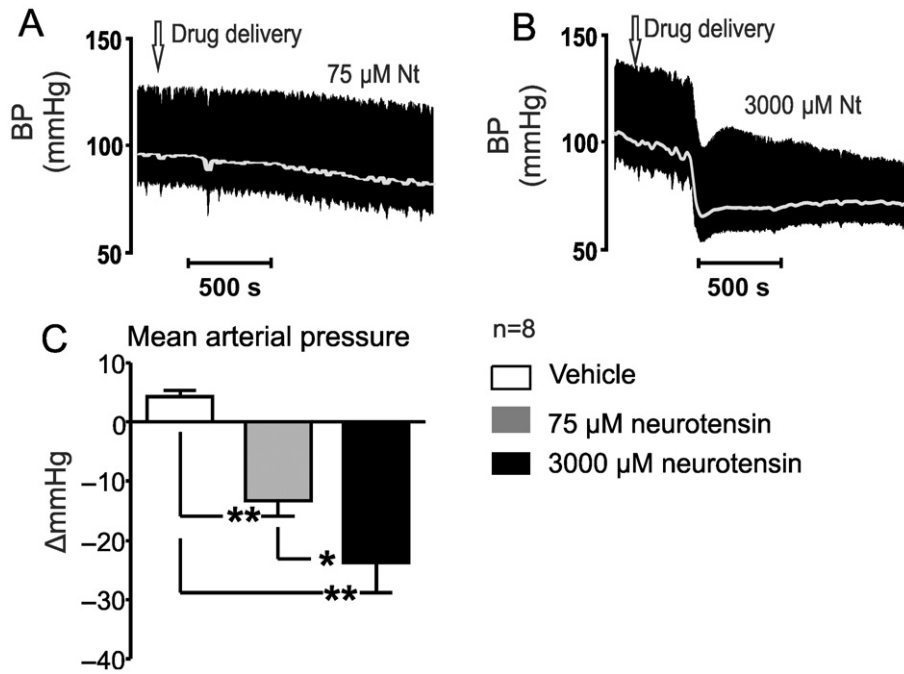 A
Drug delivery
75 µM Nt
BP
(mmHg)
150
100
50
500 s
B
Drug delivery
3000 µM Nt
BP
(mmHg)
150
100
50
500 s
C
Mean arterial pressure
ΔmmHg
10
0
–10
–20
–30
–40
**
*
**
n=8
Vehicle
75 µM neurotensin
3000 µM neurotensin